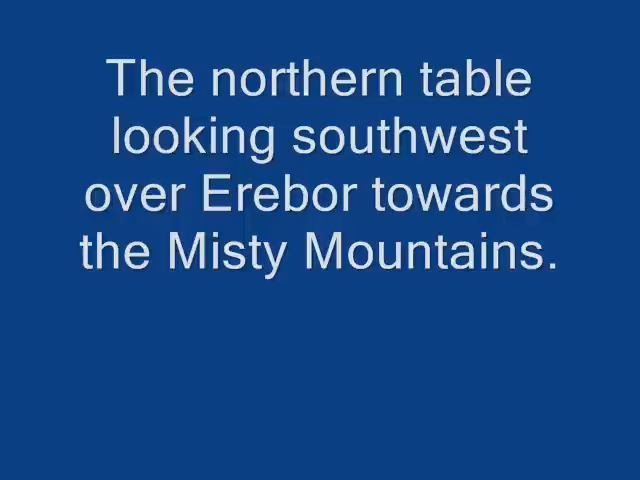 The northern table
looking southwest
over Erebor towards
the Misty Mountains.